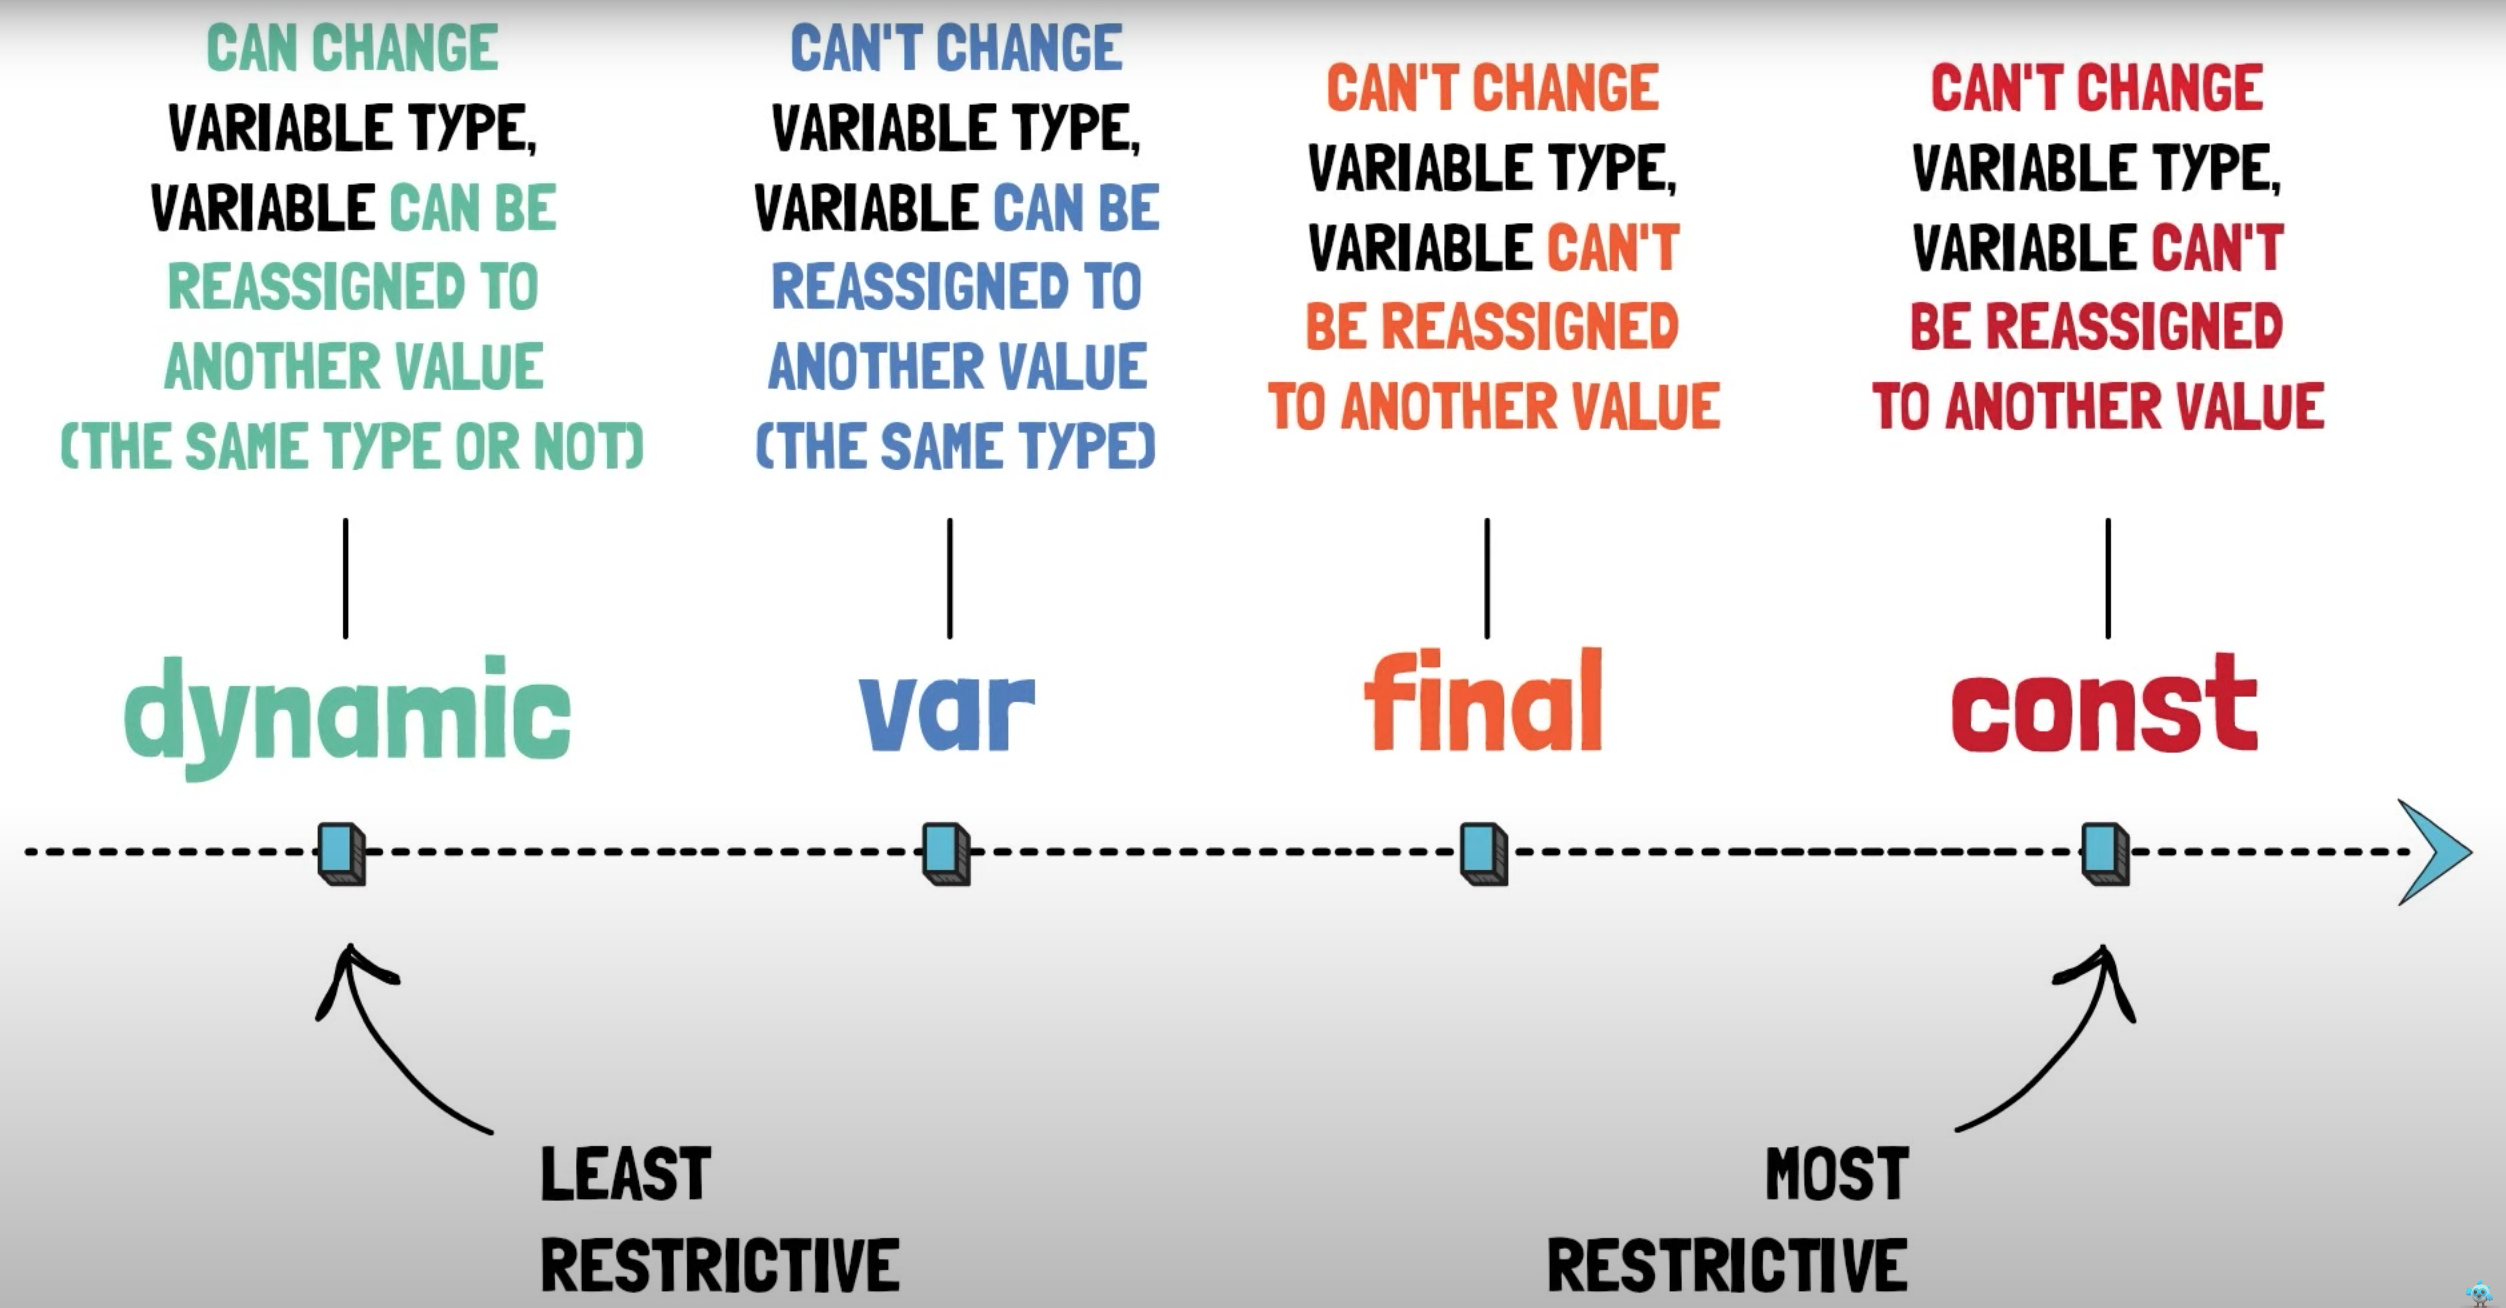 CAN CHANGE
VARIABLE TYPE,
VARIABLE CAN BE
REASSIGNED TO
ANOTHER VALUE
(THE SAME TYPE OR NOT)
CAN'T CHANGE
VARIABLE TYPE,
VARIABLE CAN BE
REASSIGNED TO
ANOTHER VALUE
(THE SAME TYPE)
CAN'T CHANGE
VARIABLE TYPE,
VARIABLE CAN'T
BE REASSIGNED
TO ANOTHER VALUE
CAN'T CHANGE
VARIABLE TYPE,
VARIABLE CAN'T
BE REASSIGNED
TO ANOTHER VALUE
dynamic
var
final
const
LEAST
RESTRICTIVE
MOST
RESTRICTIVE